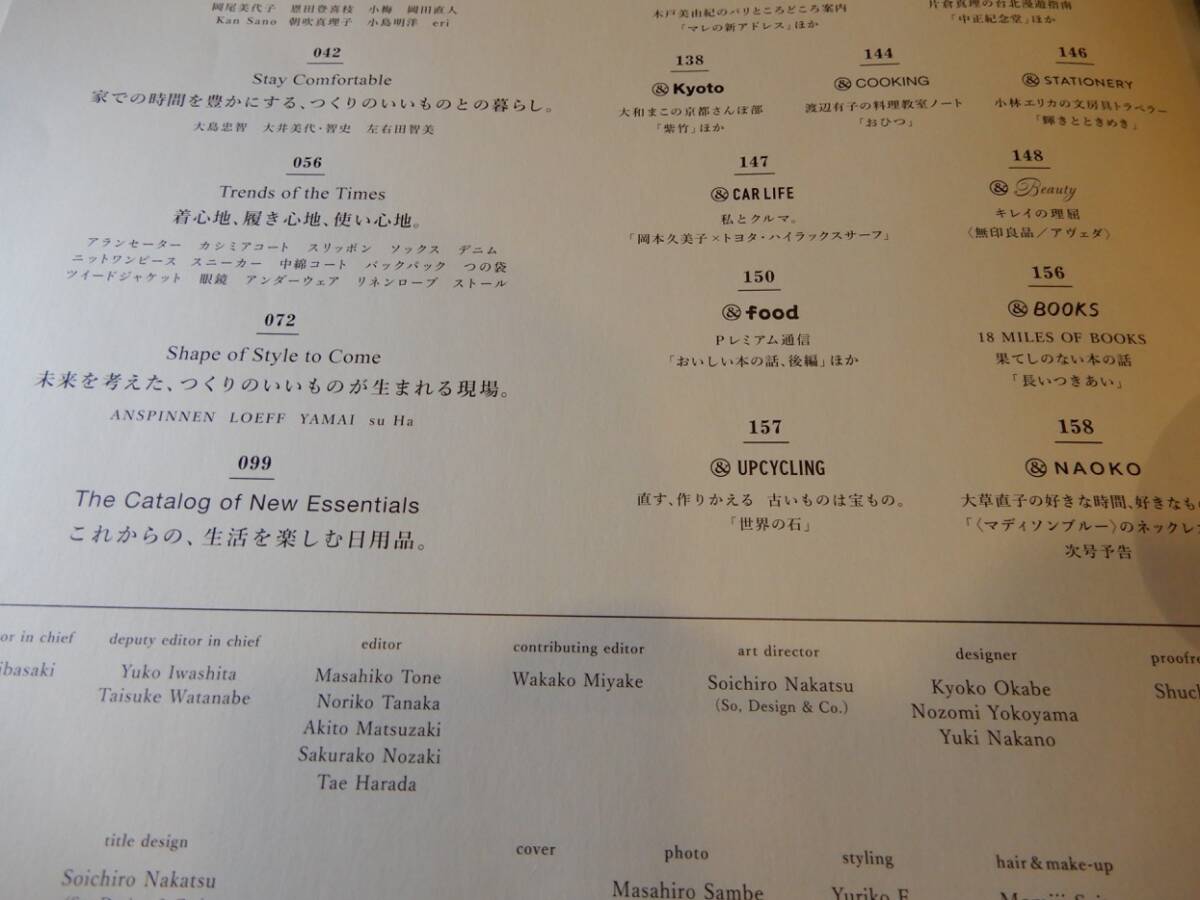 岡尾美代子 恩田登喜枝 小梅 岡田直人
Kan Sano 朝吹真理子 小島明洋 eri
042
Stay Comfortable
家での時間を豊かにする、つくりのいいものとの暮らし。
大島忠智 大井美代・智史 左右田智美
056
Trends of the Times
着心地、履き心地、使い心地。
アランセーター カシミアコート スリッポン ソックス デニム
ニットワンピース スニーカー 中綿コート バックパック つの袋
ツイードジャケット 眼鏡 アンダーウェア リネンローブ ストール
072
Shape of Style to Come
未来を考えた、つくりのいいものが生まれる現場。
ANSPINNEN LOEFF YAMAI su Ha
099
The Catalog of New Essentials
これからの、生活を楽しむ日用品。
木戸美由紀のパリところどころ案内
「マレの新アドレス」ほか
片倉真理の台北漫遊指南
「中正紀念堂」ほか
138
& Kyoto
大和まこの京都さんぽ部
「紫竹」ほか
144
& COOKING
渡辺有子の料理教室ノート
「おひつ」
146
& STATIONERY
小林エリカの文房具トラベラー
「輝きとときめき」
147
& CAR LIFE
私とクルマ。
「岡本久美子×トヨタ・ハイラックスサーフ」
148
& Beauty
キレイの理屈
〈無印良品/アヴェダ〉
150
& food
Pレミアム通信
「おいしい本の話、後編」ほか
156
& BOOKS
18 MILES OF BOOKS
果てしのない本の話
「長いつきあい」
157
& UPCYCLING
直す、作りかえる 古いものは宝もの。
「世界の石」
158
& NAOKO
大草直子の好きな時間、好きなも
「〈マディソンブルー〉のネックレ
次号予告
or in chief
ibasaki
deputy editor in chief
Yuko Iwashita
Taisuke Watanabe
editor
Masahiko Tone
Noriko Tanaka
Akito Matsuzaki
Sakurako Nozaki
Tae Harada
contributing editor
Wakako Miyake
art director
Soichiro Nakatsu
(So, Design & Co.)
designer
Kyoko Okabe
Nozomi Yokoyama
Yuki Nakano
proofre
Shuch
title design
Soichiro Nakatsu
cover
photo
Masahiro Sambe
styling
Yuriko E
hair & make-up